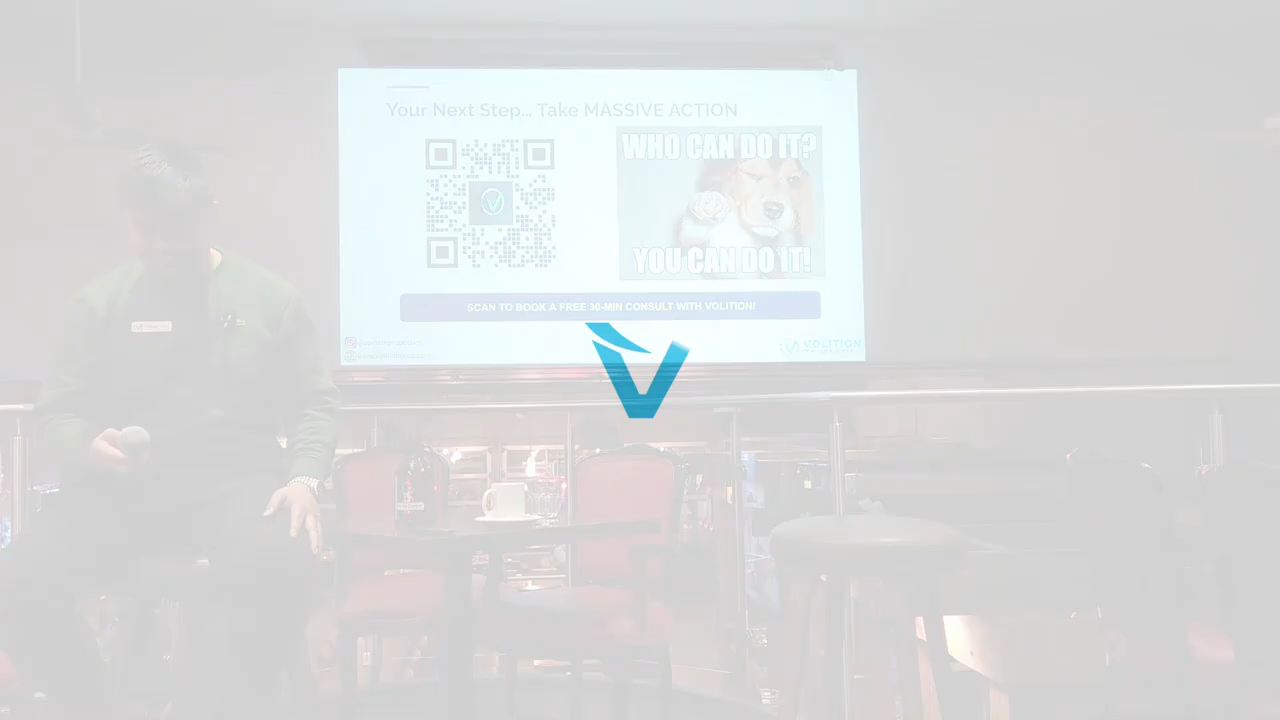 Your Next Step... Take MASSIVE ACTION
WHO CAN DO IT?
YOU CAN DO IT!
SCAN TO BOOK A FREE 30-MIN CONSULT WITH VOLITION!
VOLITION